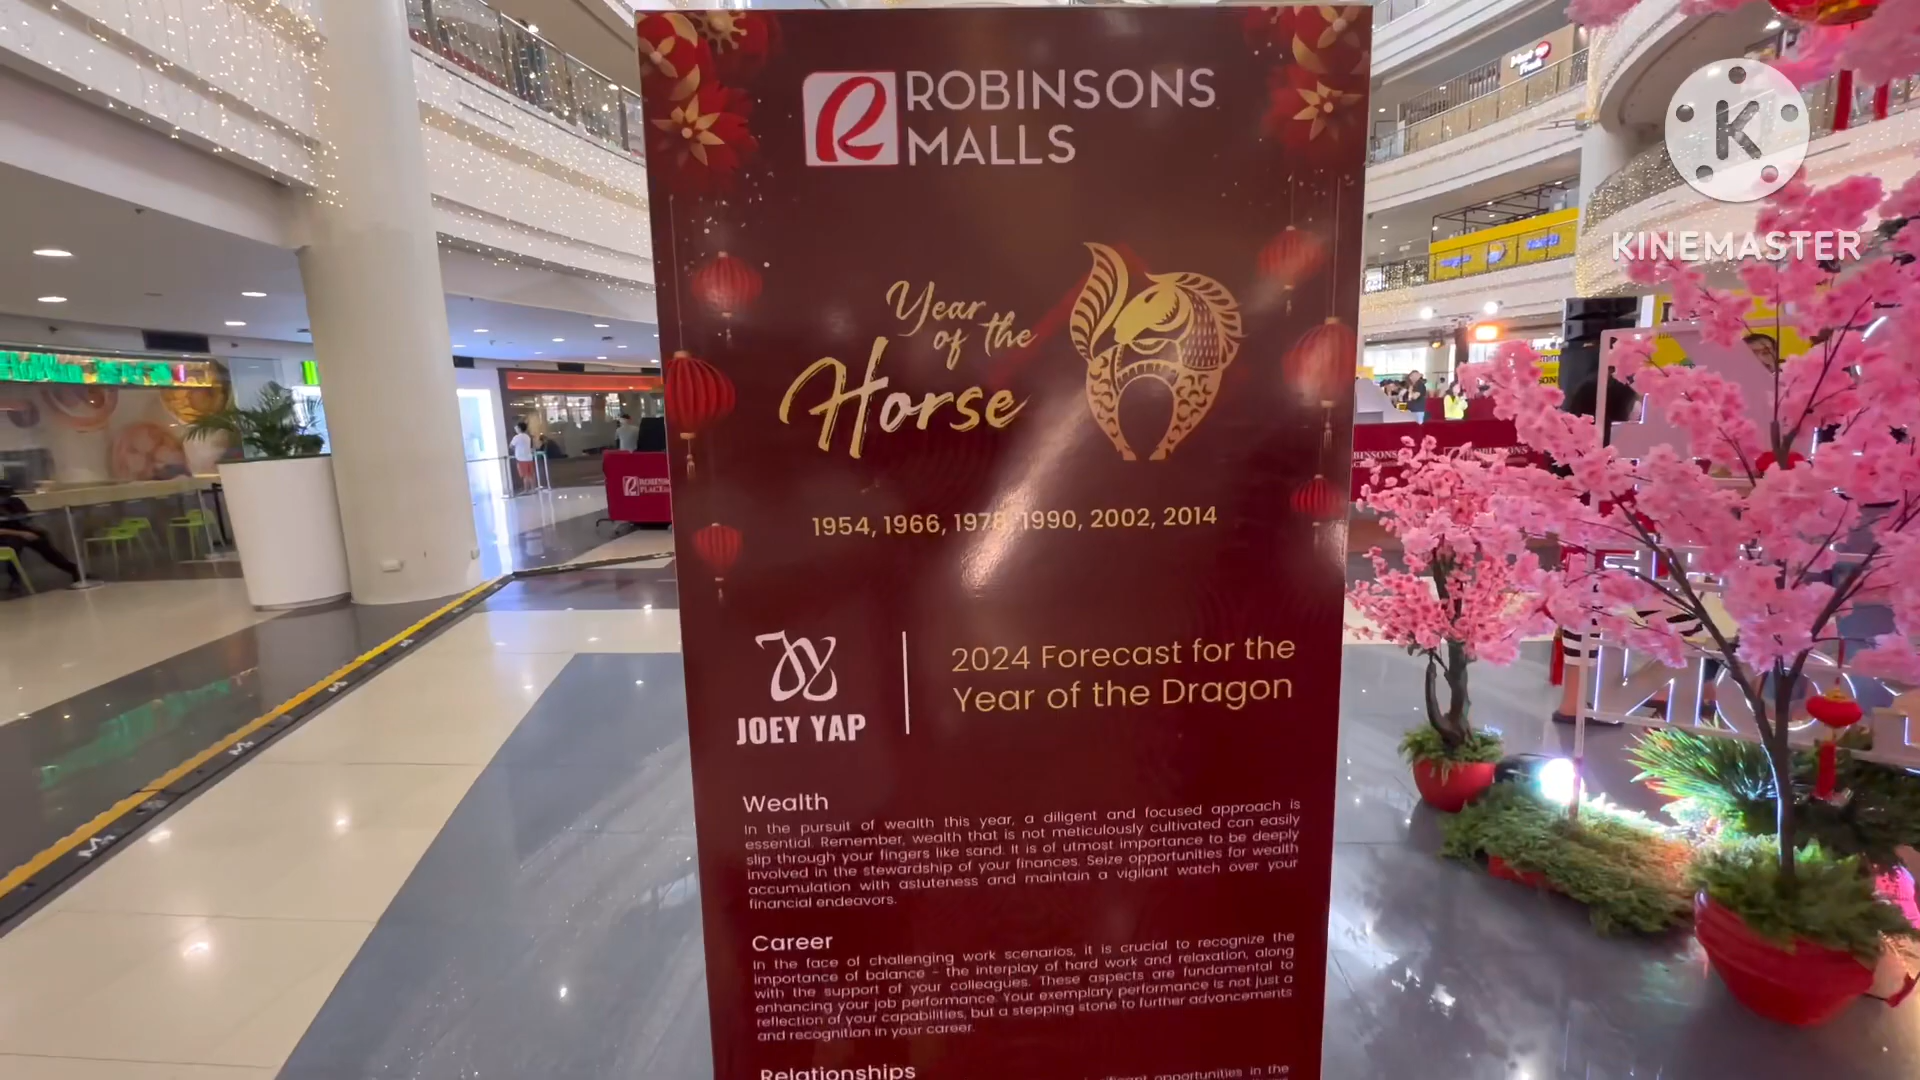 ROBINSONS
MALLS
KINEMASTER
Year
of the
Horse
1954, 1966, 1978, 1990, 2002, 2014
JOEY YAP
2024 Forecast for the
Year of the Dragon
Wealth
In the pursuit of wealth this year, a diligent and focused approach is
essential. Remember, wealth that is not meticulously cultivated can easily
slip through your fingers like sand. It is of utmost importance to be deeply
involved in the stewardship of your finances. Seize opportunities for wealth
accumulation with astuteness and maintain a vigilant watch over your
financial endeavors.
Career
In the face of challenging work scenarios, it is crucial to recognize the
importance of balance - the interplay of hard work and relaxation, along
with the support of your colleagues. These aspects are fundamental to
enhancing your job performance. Your exemplary performance is not just a
reflection of your capabilities, but a stepping stone to further advancements
and recognition in your career.
Relationships
opportunities in the